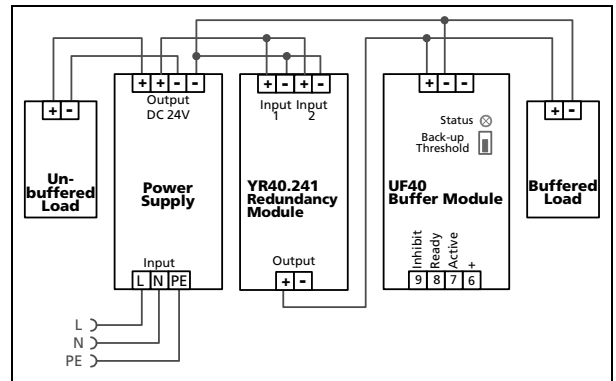 + -
Un-
buffered
Load
+ + - -
Output
DC 24V
Power
Supply
Input
L N PE
L
N
PE
+ - + -
Input Input
1 2
YR40.241
Redundancy
Module
Output
+ -
+ - -
Status
Back-up
Threshold
UF40
Buffer Module
Inhibit
Ready
Active
+
9 8 7 6
+ -
Buffered
Load